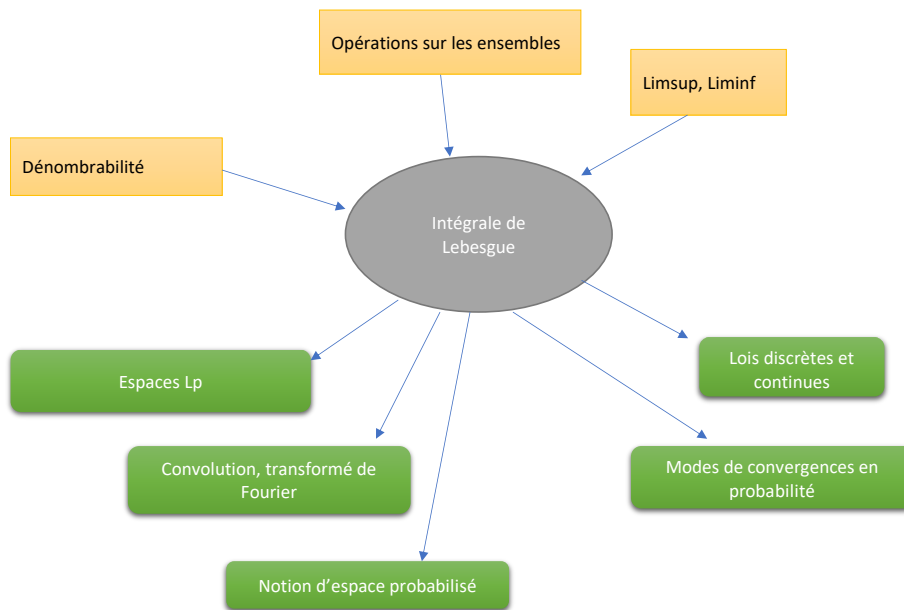 Opérations sur les ensembles
Limsup, Liminf
Dénombrabilité
Intégrale de
Lebesgue
Lois discrètes et
continues
Espaces Lp
Convolution, transformé de
Fourier
Modes de convergences en
probabilité
Notion d’espace probabilisé